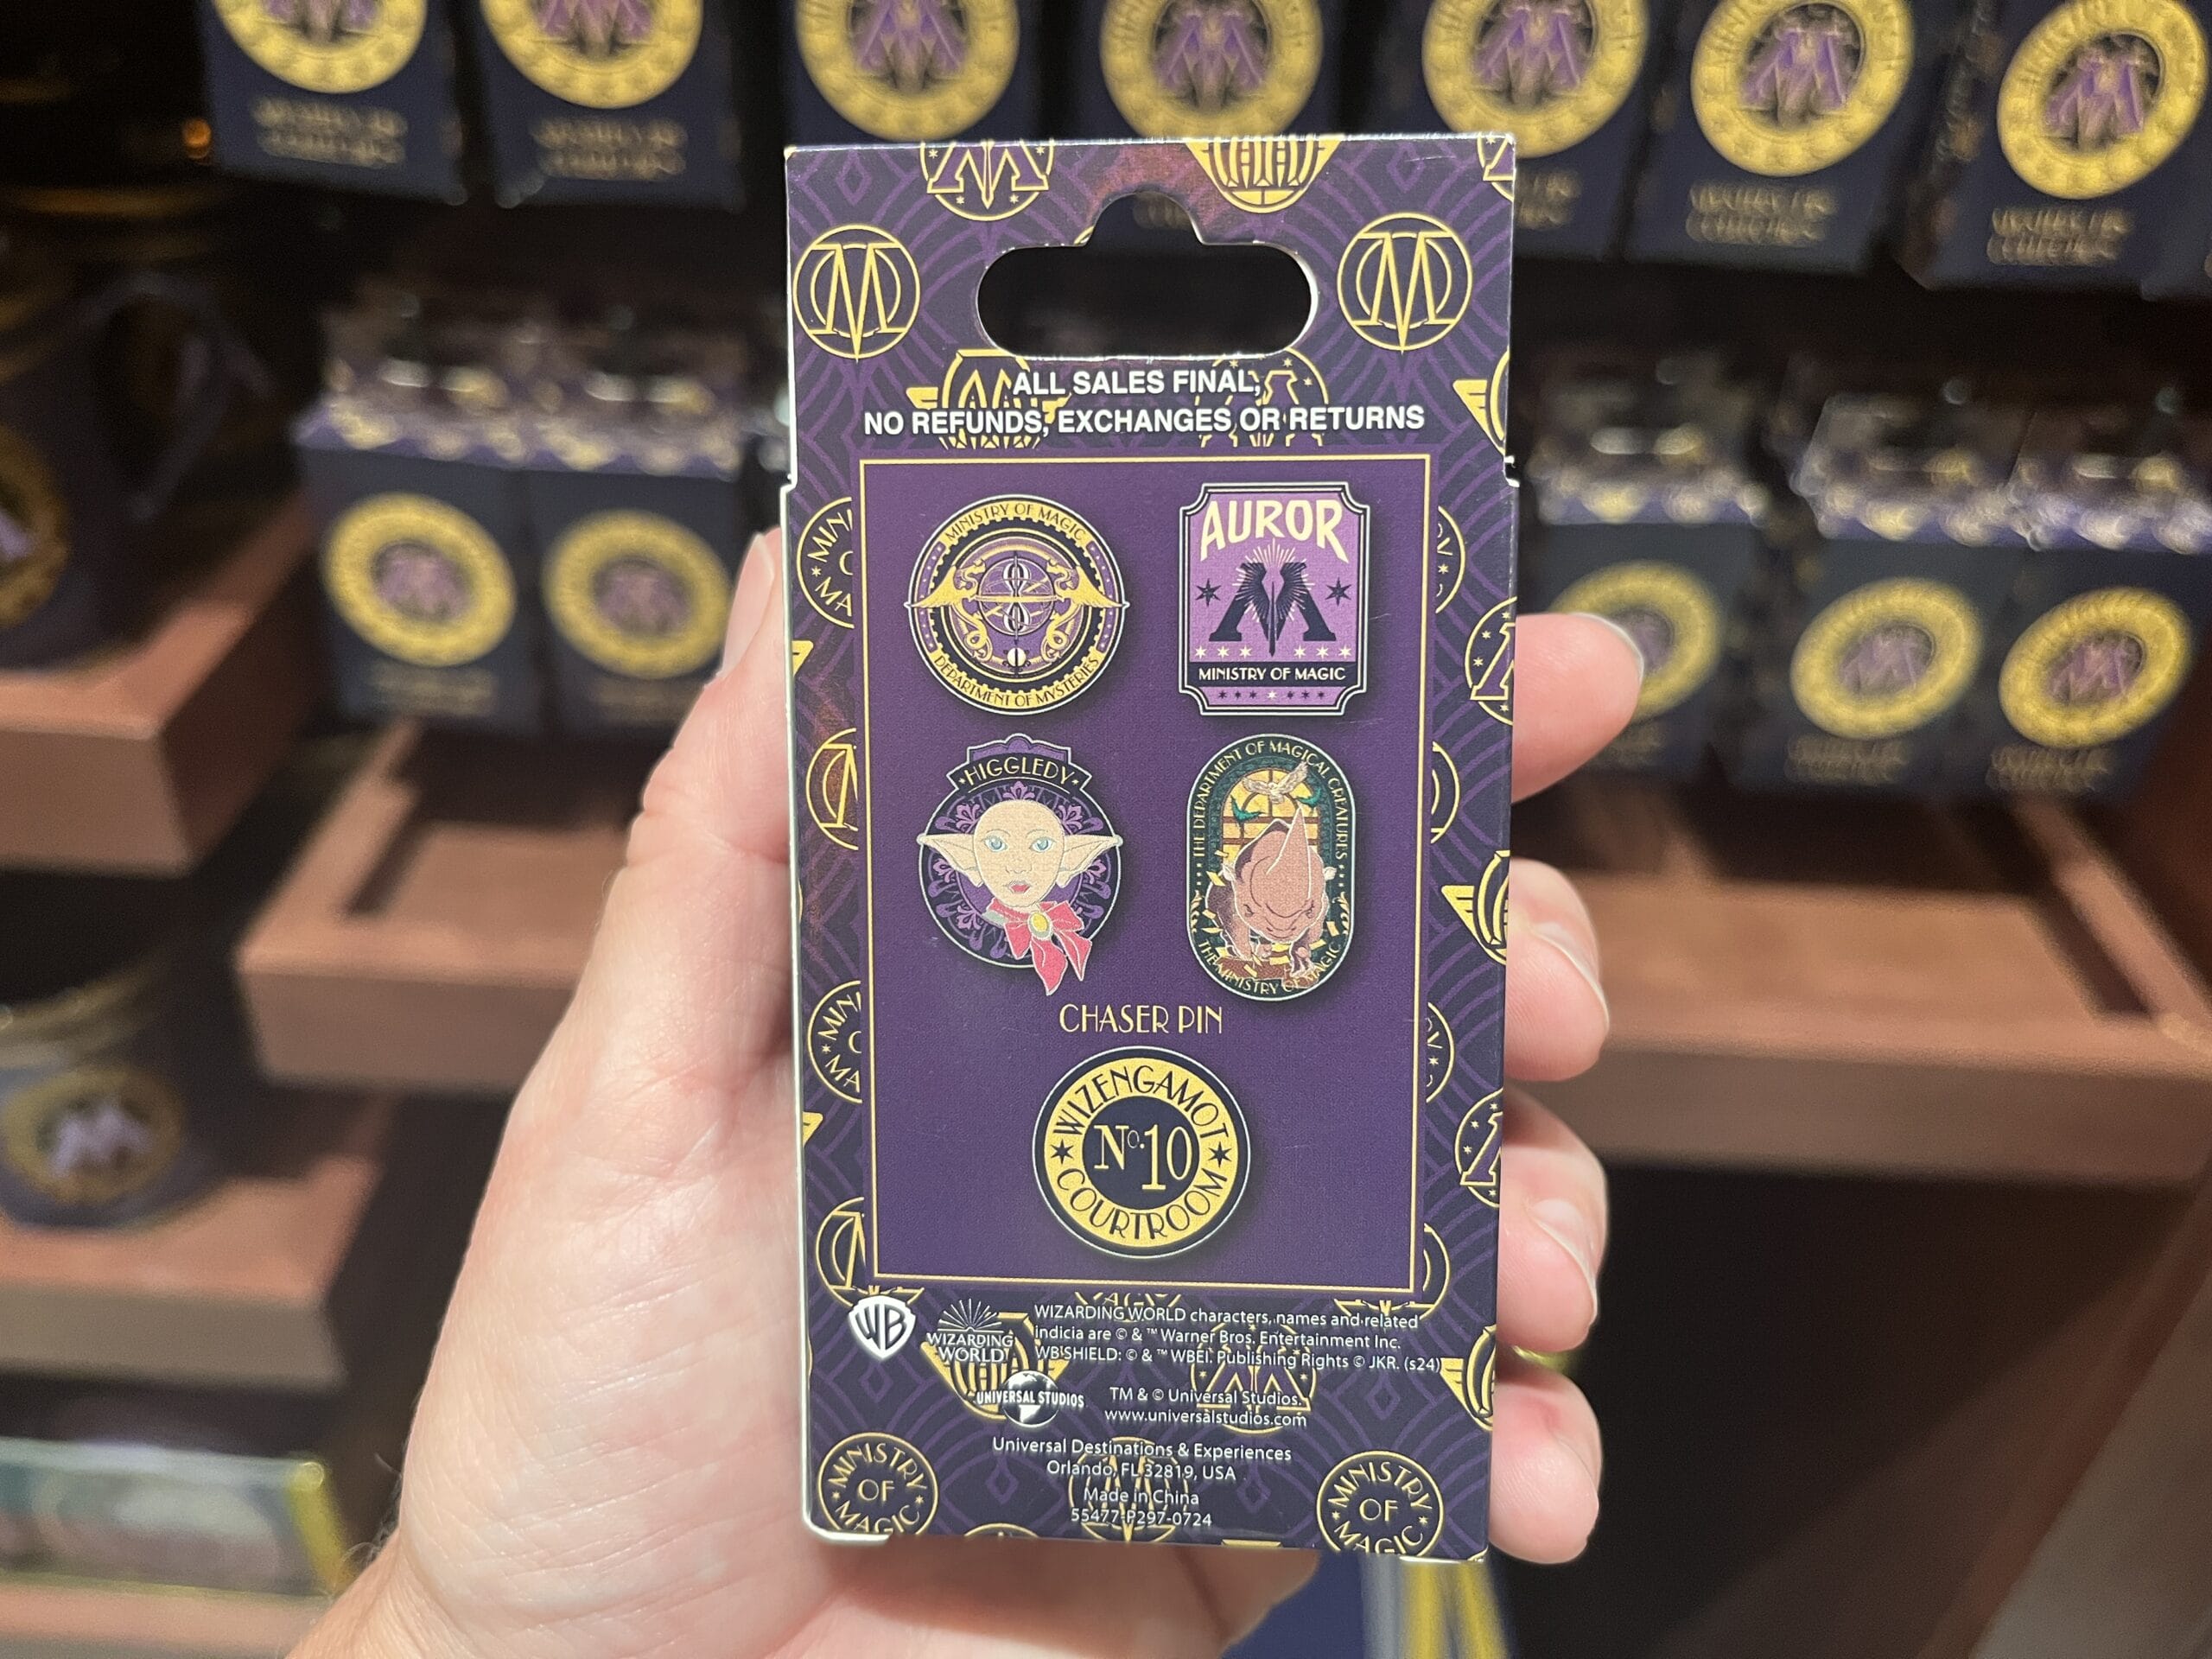 ALL SALES FINAL,
NO REFUNDS, EXCHANGES OR RETURNS
MINISTRY OF MAGIC
DEPARTMENT OF MYSTERIES
AUROR
MINISTRY OF MAGIC
HIGGLEDY
THE DEPARTMENT OF MAGICAL CREATURES
THE MINISTRY OF MAGIC
CHASER PIN
WIZENGAMOT
No. 10
COURTROOM
WB
WIZARDING
WORLD
WIZARDING WORLD characters, names and related
indicia are © & ™ Warner Bros. Entertainment Inc.
WB SHIELD: © & ™ WBEI. Publishing Rights © JKR. (s24)
UNIVERSAL STUDIOS
TM & © Universal Studios.
www.universalstudios.com
Universal Destinations & Experiences
Orlando, FL 32819, USA
Made in China
55477-P297-0724
MINISTRY
OF
MAGIC
MINISTRY
OF
MAGIC